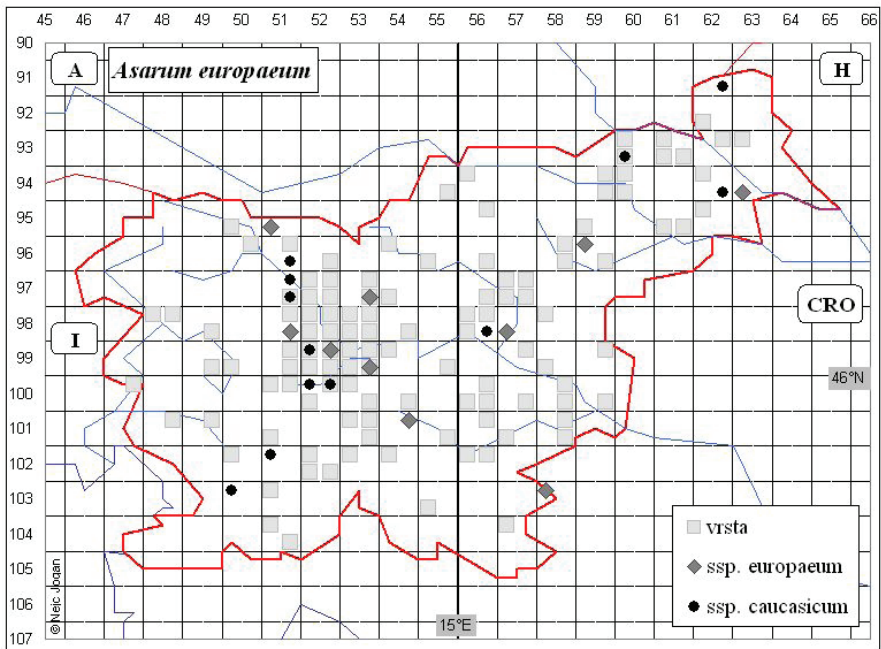 45 46 47 48 49 50 51 52 53 54 55 56 57 58 59 60 61 62 63 64 65 66
90
91
92
93
94
95
96
97
98
99
100
101
102
103
104
105
106
107
A
Asarum europaeum
H
I
CRO
46°N
15°E
vrsta
ssp. europaeum
ssp. caucasicum
© Nejc Jogan